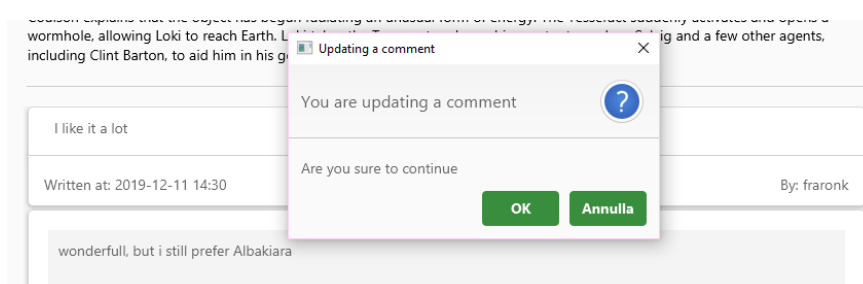 Coulson explains that the object has begun radiating an unusual form of energy. The Tesseract suddenly activates and opens a
wormhole, allowing Loki to reach Earth. L
ig and a few other agents,
including Clint Barton, to aid him in his g
Updating a comment
You are updating a comment
?
Are you sure to continue
OK
Annulla
I like it a lot
Written at: 2019-12-11 14:30
By: fraronk
wonderfull, but i still prefer Albakiara